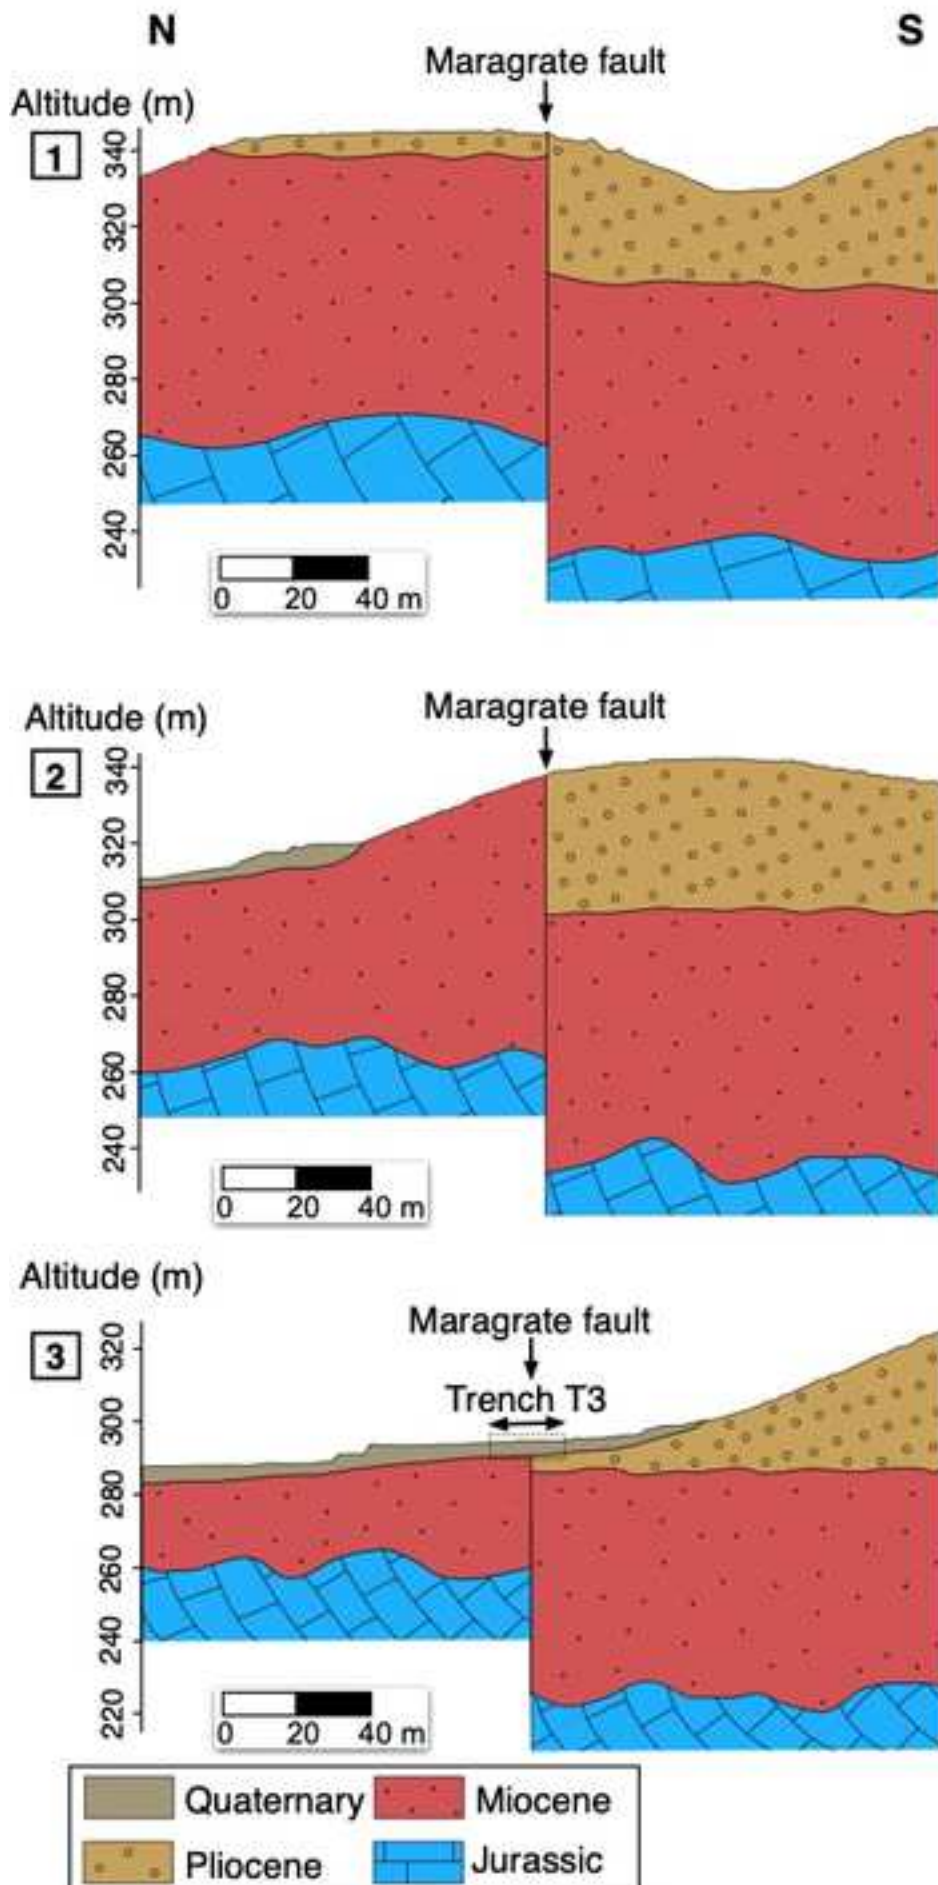 N S
Maragrate fault
Altitude (m)
1
340
320
300
280
260
240
0 20 40 m
Maragrate fault
Altitude (m)
2
340
320
300
280
260
240
0 20 40 m
Altitude (m)
Maragrate fault
3
Trench T3
320
300
280
260
240
220
0 20 40 m
Quaternary Miocene
Pliocene Jurassic